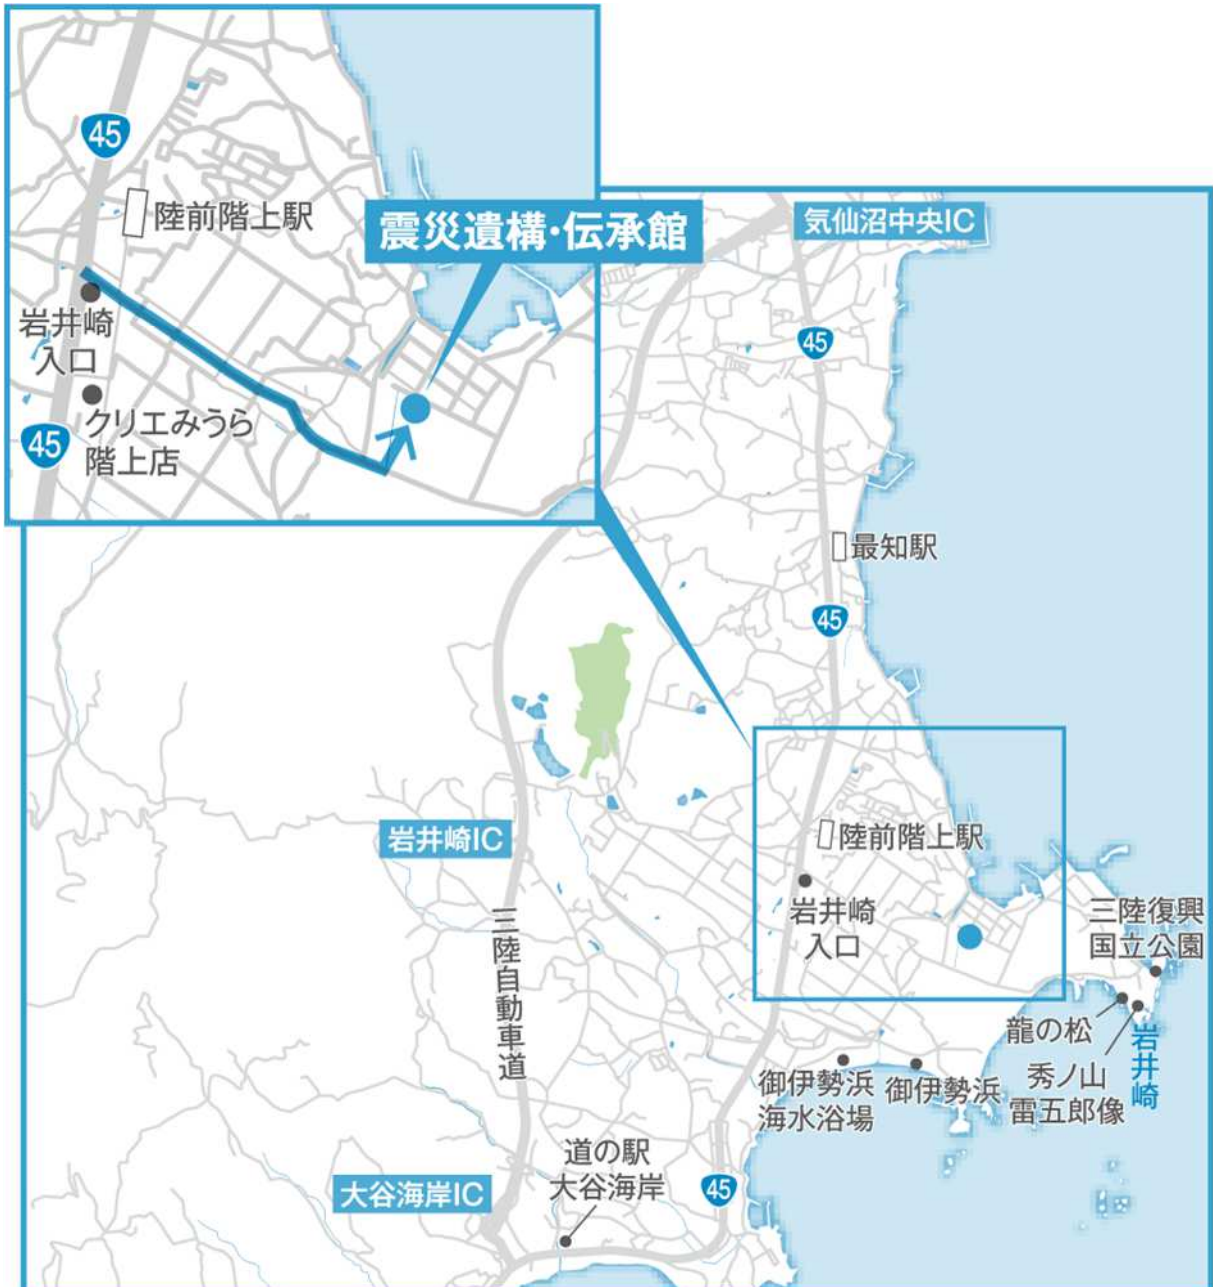 45
陸前階上駅
震災遺構・伝承館
岩井崎
入口
クリエみうら
階上店
45
気仙沼中央IC
45
最知駅
45
陸前階上駅
岩井崎IC
岩井崎
入口
三陸復興
国立公園
三陸自動車道
龍の松
岩井崎
秀ノ山
雷五郎像
御伊勢浜
海水浴場
御伊勢浜
道の駅
大谷海岸
大谷海岸IC
45